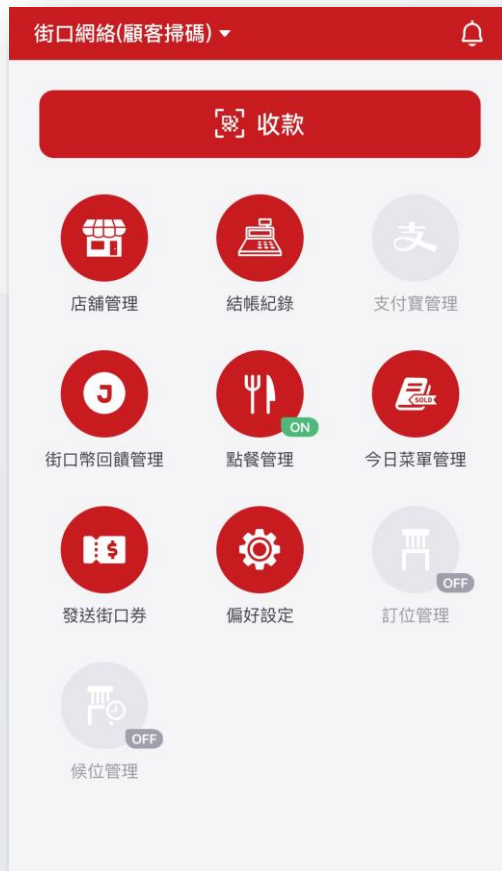 街口網絡(顧客掃碼)
收款
店舖管理
結帳紀錄
支
支付寶管理
J
街口幣回饋管理
ON
點餐管理
SOLD
今日菜單管理
$
發送街口券
偏好設定
OFF
訂位管理
OFF
候位管理